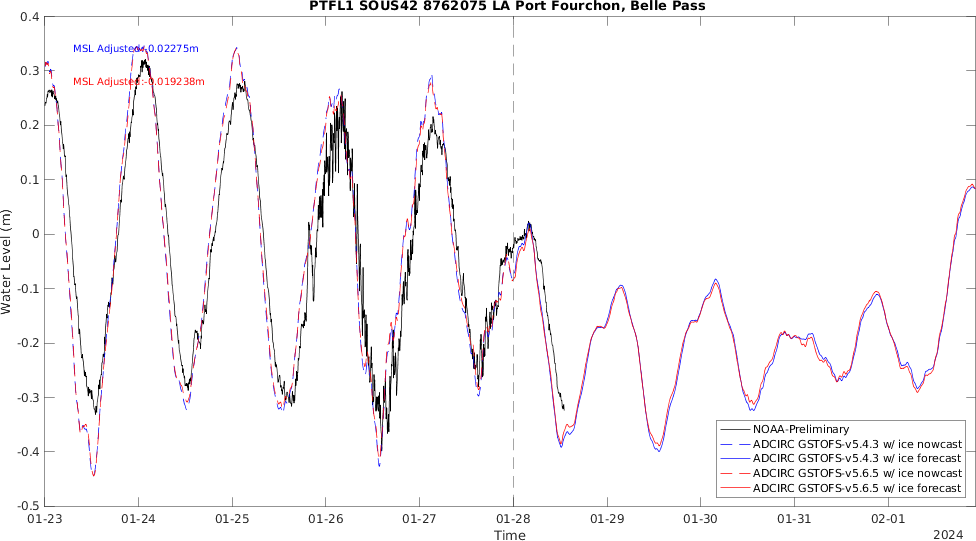 PTFL1 SOUS42 8762075 LA Port Fourchon, Belle Pass
MSL Adjusted:-0.02275m
MSL Adjusted:-0.019238m
Water Level (m)
0.4
0.3
0.2
0.1
0
-0.1
-0.2
-0.3
-0.4
-0.5
NOAA-Preliminary
ADCIRC GSTOFS-v5.4.3 w/ ice nowcast
ADCIRC GSTOFS-v5.4.3 w/ ice forecast
ADCIRC GSTOFS-v5.6.5 w/ ice nowcast
ADCIRC GSTOFS-v5.6.5 w/ ice forecast
01-23 01-24 01-25 01-26 01-27 01-28 01-29 01-30 01-31 02-01
Time
2024